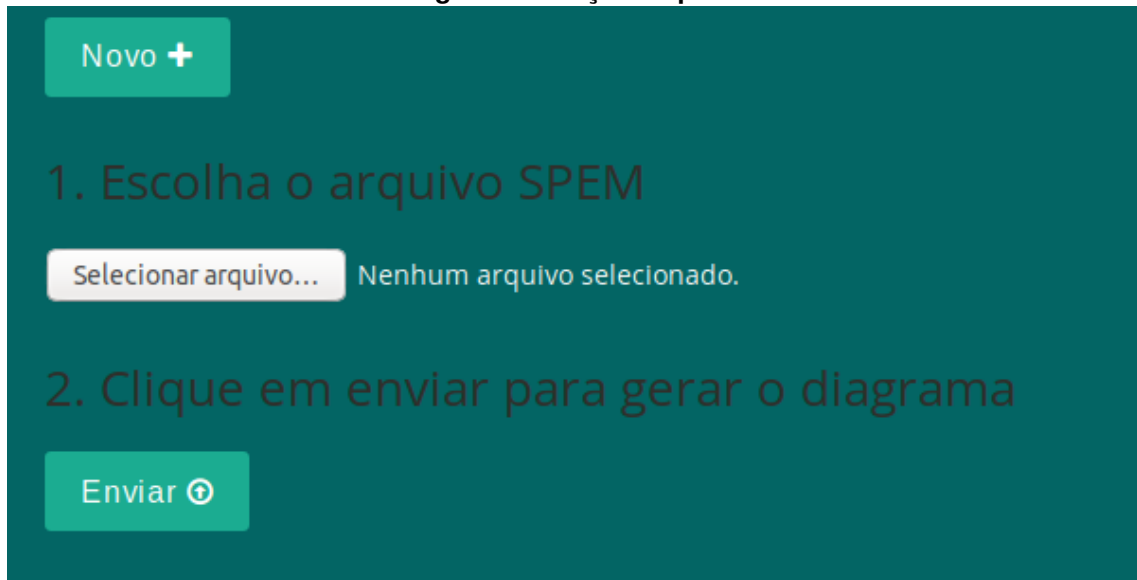 Novo
1. Escolha o arquivo SPEM
Selecionar arquivo... Nenhum arquivo selecionado.
2. Clique em enviar para gerar o diagrama
Enviar